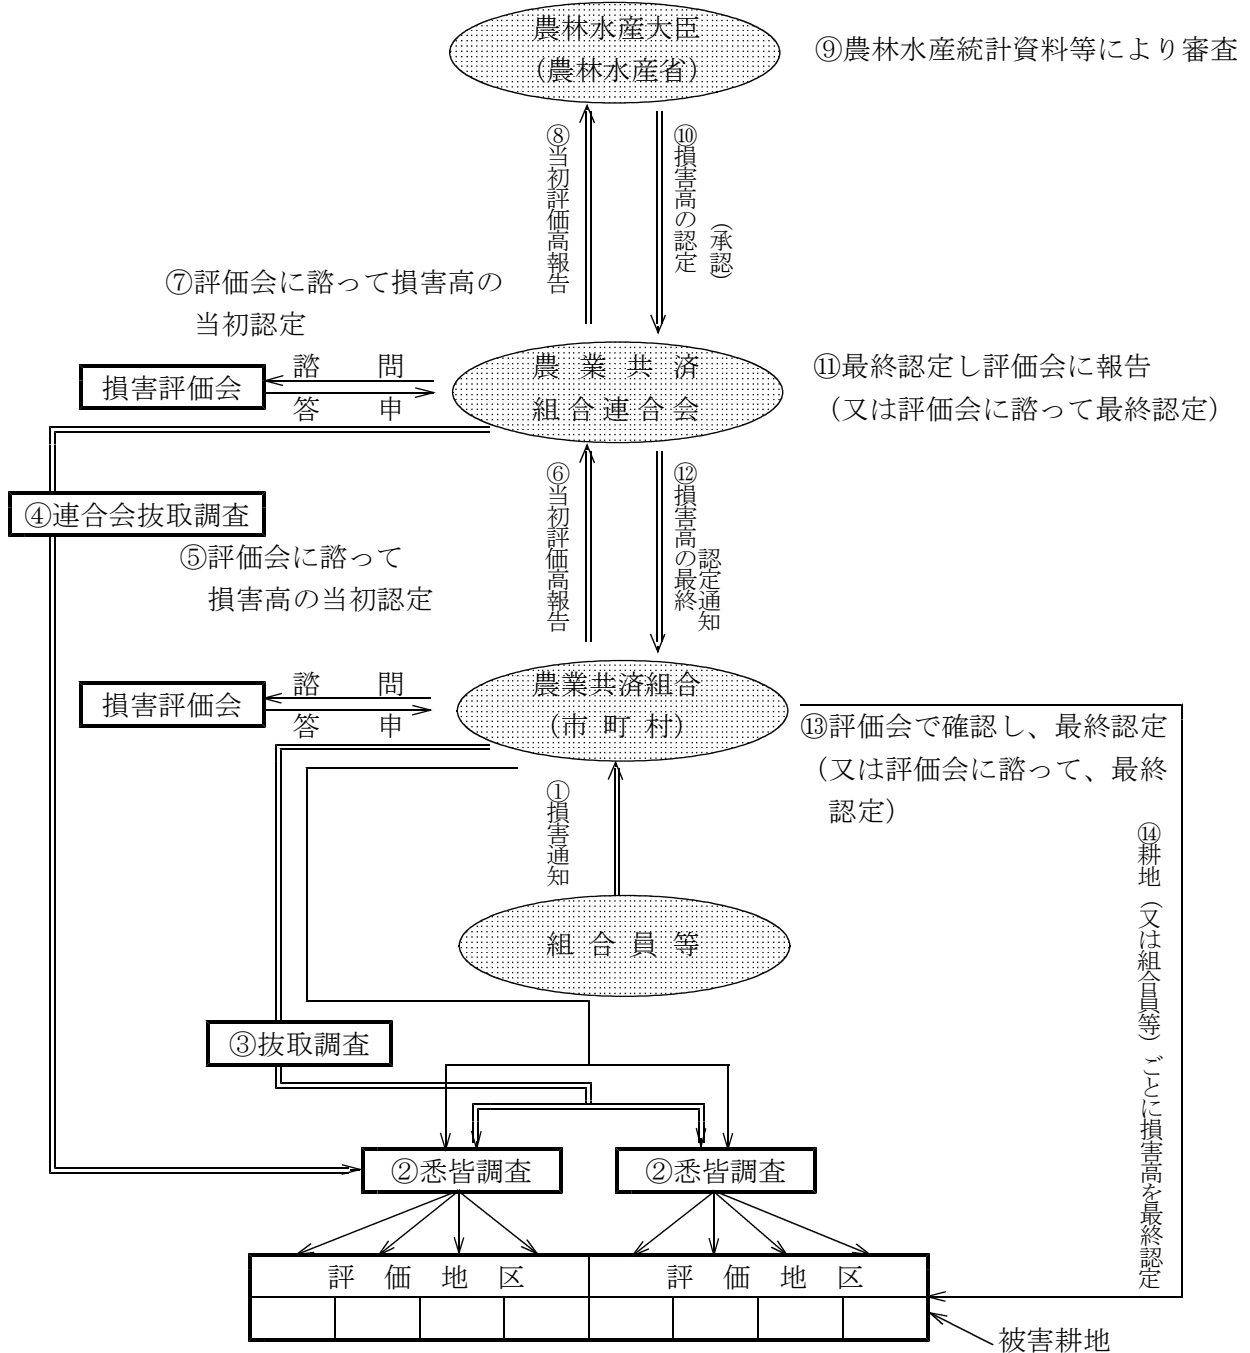 農林水産大臣
(農林水産省)
⑨農林水産統計資料等により審査
⑧当初評価高報告
⑩損害高の認定
(承認)
⑦評価会に諮って損害高の
当初認定
損害評価会
諮 問
答 申
農業共済
組合連合会
⑪最終認定し評価会に報告
(又は評価会に諮って最終認定)
④連合会抜取調査
⑥当初評価高報告
⑫損害高の最終
認定通知
⑤評価会に諮って
損害高の当初認定
損害評価会
諮 問
答 申
農業共済組合
(市町村)
⑬評価会で確認し、最終認定
(又は評価会に諮って、最終
認定)
①損害通知
⑭耕地(又は組合員等)ごとに損害高を最終認定
組合員等
③抜取調査
②悉皆調査
②悉皆調査
評価地区
評価地区
被害耕地